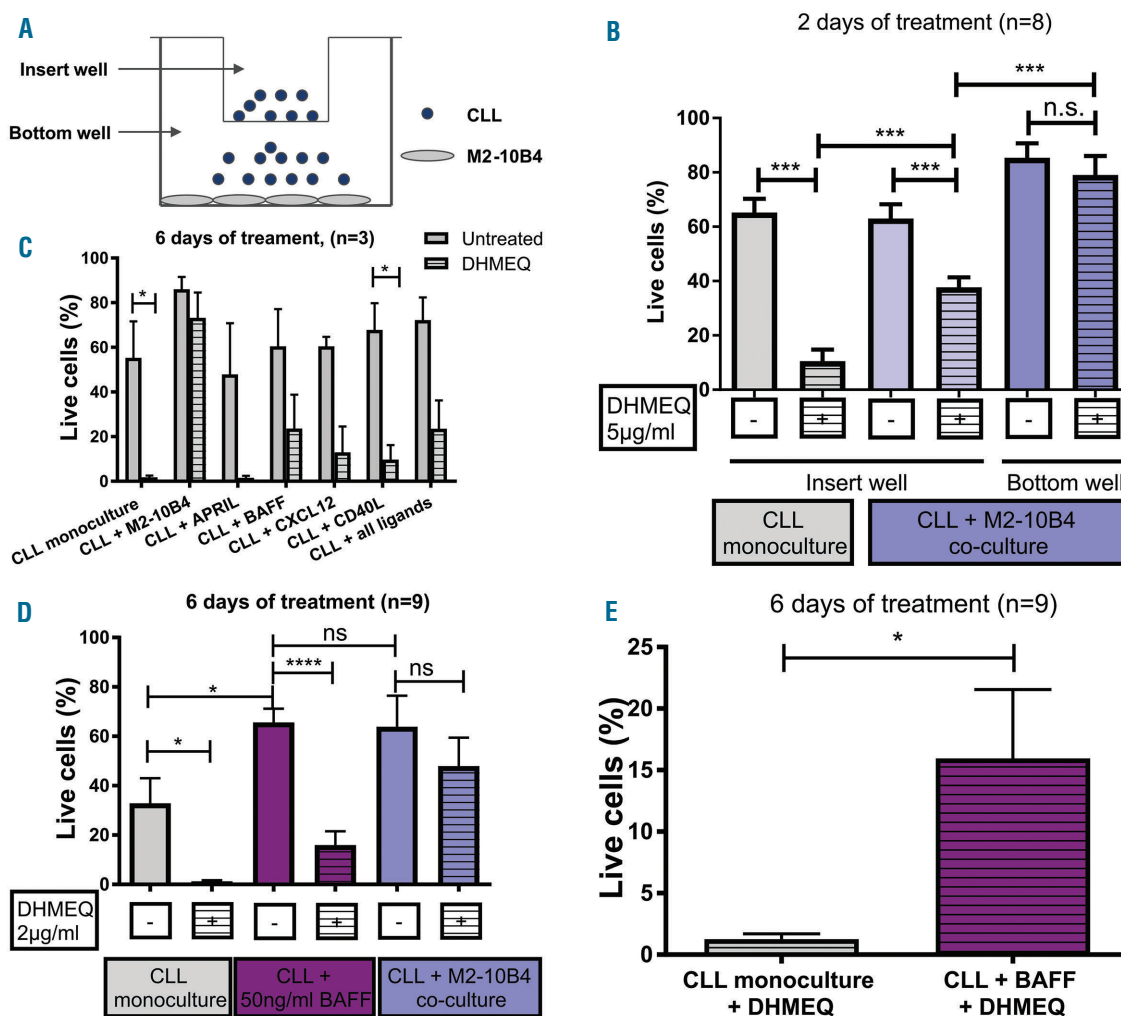 A
Insert well
Bottom well
CLL
M2-10B4
B
2 days of treatment (n=8)
***
***
n.s.
***
***
Live cells (%)
100
80
60
40
20
0
DHMEQ
5µg/ml
-
+
-
+
-
+
Insert well
Bottom well
CLL
monoculture
CLL + M2-10B4
co-culture
C
6 days of treament, (n=3)
Untreated
DHMEQ
*
*
Live cells (%)
100
80
60
40
20
0
CLL monoculture
CLL + M2-10B4
CLL + APRIL
CLL + BAFF
CLL + CXCL12
CLL + CD40L
CLL + all ligands
D
6 days of treatment (n=9)
ns
****
ns
*
*
Live cells (%)
100
80
60
40
20
0
DHMEQ
2µg/ml
-
+
-
+
-
+
CLL
monoculture
CLL +
50ng/ml BAFF
CLL + M2-10B4
co-culture
E
6 days of treatment (n=9)
*
Live cells (%)
25
20
15
10
5
0
CLL monoculture
+ DHMEQ
CLL + BAFF
+ DHMEQ